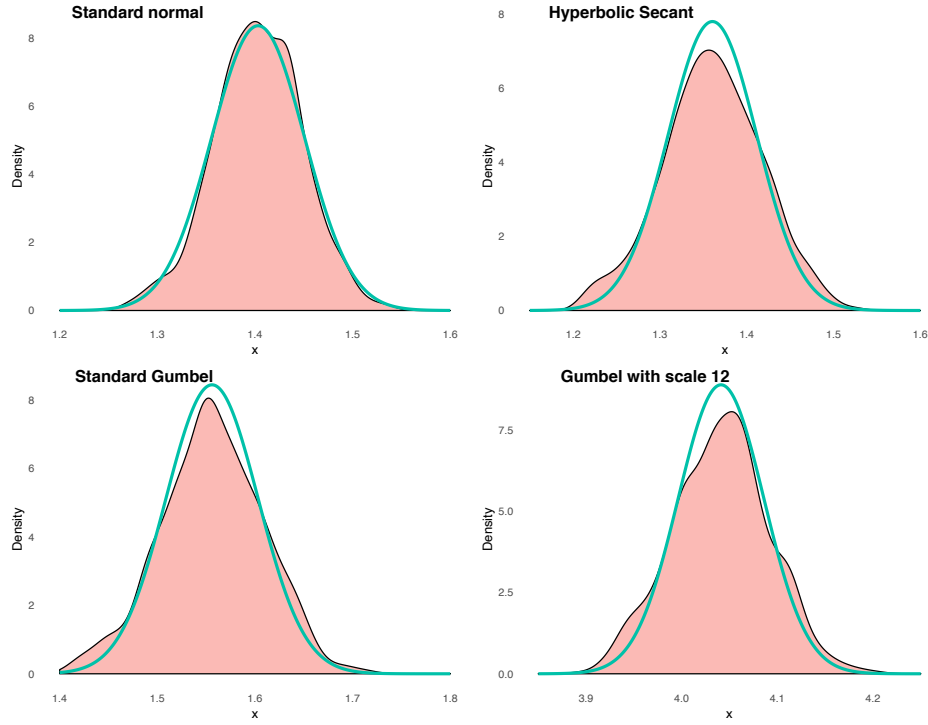 Standard normal
8
6
4
2
0
Density
1.2 1.3 1.4 1.5 1.6
x
Hyperbolic Secant
8
6
4
2
0
Density
1.2 1.3 1.4 1.5 1.6
x
Standard Gumbel
8
6
4
2
0
Density
1.4 1.5 1.6 1.7 1.8
x
Gumbel with scale 12
7.5
5.0
2.5
0.0
Density
3.9 4.0 4.1 4.2
x